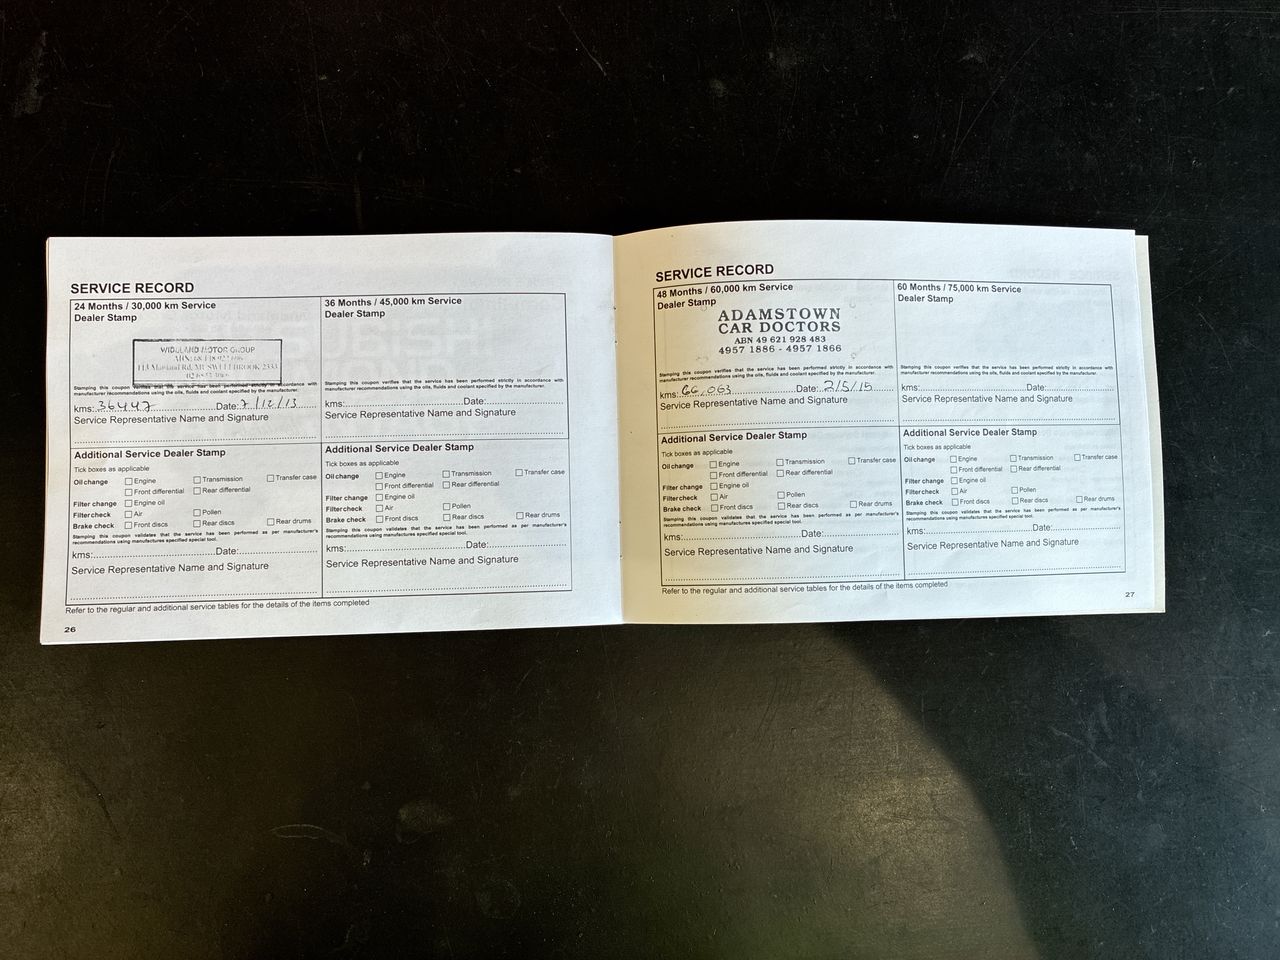 SERVICE RECORD
24 Months / 30,000 km Service
Dealer Stamp
MOTOR GROUP
MUSWELLBROOK 2333
Stamping this coupon verifies that the service has been performed strictly in accordance with
manufacturer recommendations using the oils, fluids and coolant specified by the manufacturer.
kms: 36447 Date: 7/12/13
Service Representative Name and Signature
Additional Service Dealer Stamp
Tick boxes as applicable
Oil change Engine Transmission Transfer case
Front differential Rear differential
Filter change Engine oil
Filter check Air Pollen
Brake check Front discs Rear discs Rear drums
Stamping this coupon validates that the service has been performed as per manufacturer's
recommendations using manufactures specified special tool.
kms: Date:
Service Representative Name and Signature
36 Months / 45,000 km Service
Dealer Stamp
Stamping this coupon verifies that the service has been performed strictly in accordance with
manufacturer recommendations using the oils, fluids and coolant specified by the manufacturer.
kms: Date:
Service Representative Name and Signature
Additional Service Dealer Stamp
Tick boxes as applicable
Oil change Engine Transmission Transfer case
Front differential Rear differential
Filter change Engine oil
Filter check Air Pollen
Brake check Front discs Rear discs Rear drums
Stamping this coupon validates that the service has been performed as per manufacturer's
recommendations using manufactures specified special tool.
kms: Date:
Service Representative Name and Signature
Refer to the regular and additional service tables for the details of the items completed
26
SERVICE RECORD
48 Months / 60,000 km Service
Dealer Stamp
ADAMSTOWN
CAR DOCTORS
ABN 49 621 928 483
4957 1886 - 4957 1866
Stamping this coupon verifies that the service has been performed strictly in accordance with
manufacturer recommendations using the oils, fluids and coolant specified by the manufacturer.
kms: 66,063 Date: 2/5/15
Service Representative Name and Signature
Additional Service Dealer Stamp
Tick boxes as applicable
Oil change Engine Transmission Transfer case
Front differential Rear differential
Filter change Engine oil
Filter check Air Pollen
Brake check Front discs Rear discs Rear drums
Stamping this coupon validates that the service has been performed as per manufacturer's
recommendations using manufactures specified special tool.
kms: Date:
Service Representative Name and Signature
60 Months / 75,000 km Service
Dealer Stamp
Stamping this coupon verifies that the service has been performed strictly in accordance with
manufacturer recommendations using the oils, fluids and coolant specified by the manufacturer.
kms: Date:
Service Representative Name and Signature
Additional Service Dealer Stamp
Tick boxes as applicable
Oil change Engine Transmission Transfer case
Front differential Rear differential
Filter change Engine oil
Filter check Air Pollen
Brake check Front discs Rear discs Rear drums
Stamping this coupon validates that the service has been performed as per manufacturer's
recommendations using manufactures specified special tool.
kms: Date:
Service Representative Name and Signature
Refer to the regular and additional service tables for the details of the items completed
27